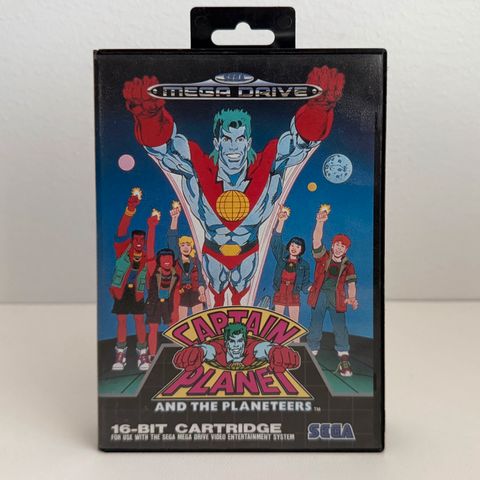 SEGA
MEGA DRIVE
CAPTAIN
PLANET
AND THE PLANETEERS™
16-BIT CARTRIDGE
FOR USE WITH THE SEGA MEGA DRIVE VIDEO ENTERTAINMENT SYSTEM
SEGA